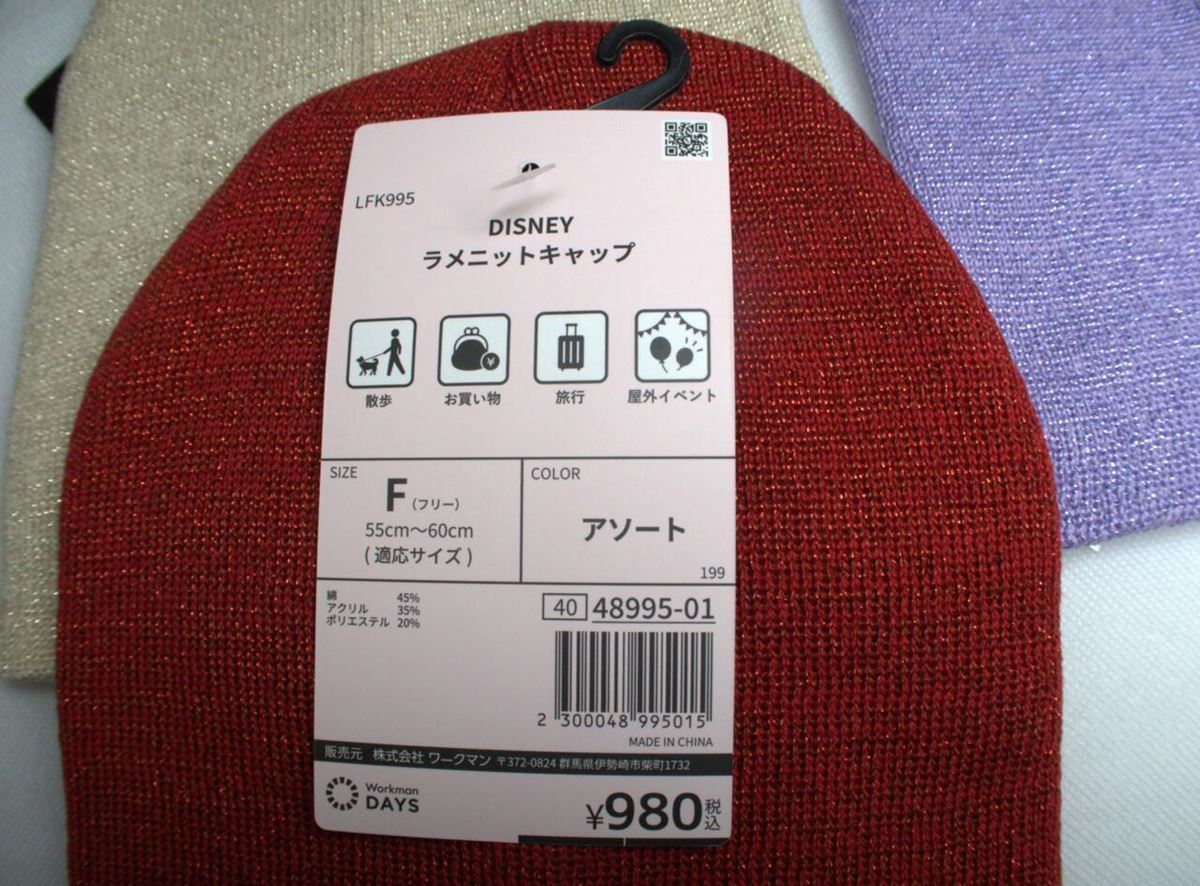 LFK995
DISNEY
ラメニットキャップ
散歩
お買い物
¥
旅行
屋外イベント
SIZE
F（フリー）
55cm～60cm
(適応サイズ)
COLOR
アソート
199
綿 45%
アクリル 35%
ポリエステル 20%
40 48995-01
2 300048 995015
MADE IN CHINA
販売元 株式会社 ワークマン 〒372-0824 群馬県伊勢崎市柴町1732
Workman
DAYS
¥980税込